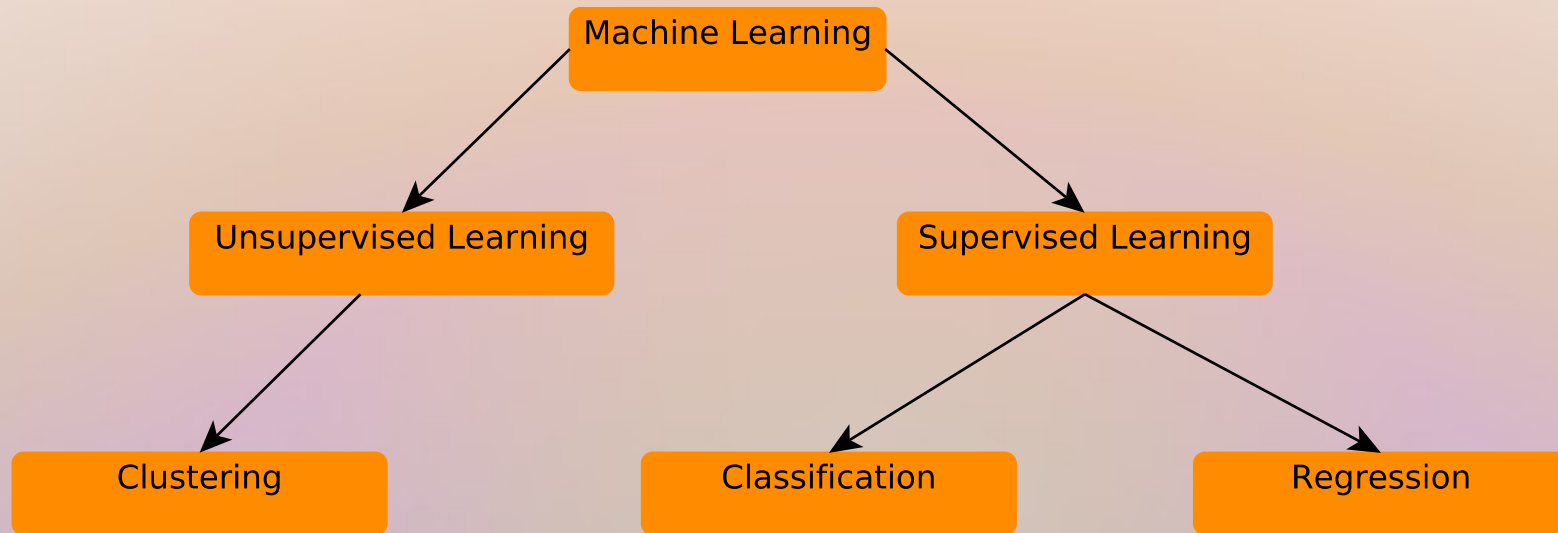 Machine Learning
Unsupervised Learning
Supervised Learning
Clustering
Classification
Regression